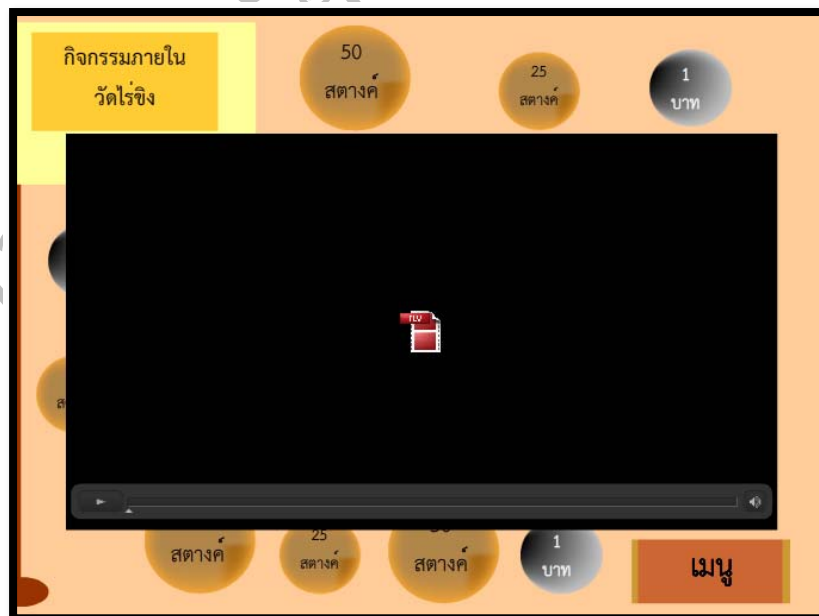 กิจกรรมภายใน
วัดไร่ขิง
50
สตางค์
25
สตางค์
1
บาท
FLV
สตางค์
25
สตางค์
สตางค์
1
บาท
เมนู